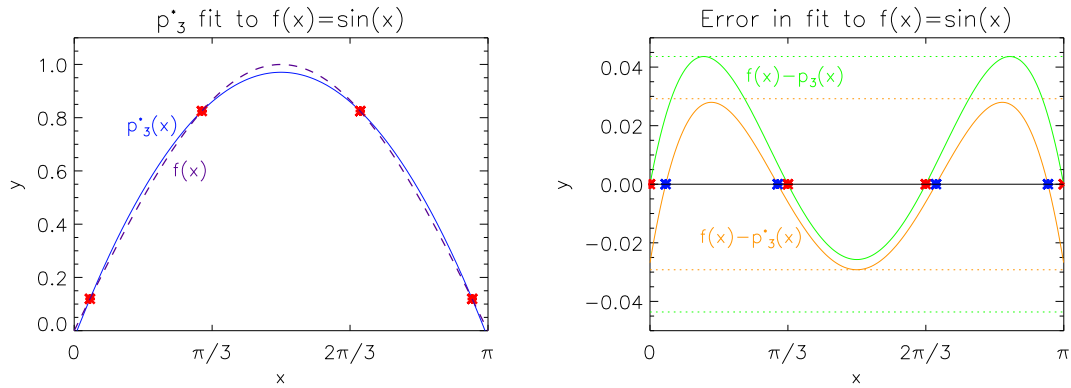 p*₃ fit to f(x)=sin(x)
1.0
0.8
p*₃(x)
f(x)
0.6
y
0.4
0.2
0.0
0 π/3 2π/3 π
x
Error in fit to f(x)=sin(x)
0.04
f(x)−p₃(x)
0.02
y
0.00
f(x)−p*₃(x)
−0.02
−0.04
0 π/3 2π/3 π
x